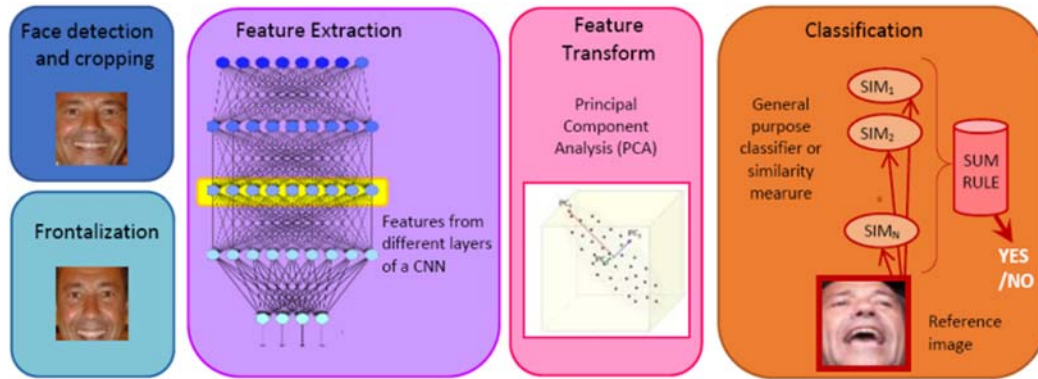 Face detection
and cropping
Frontalization
Feature Extraction
Features from
different layers
of a CNN
Feature
Transform
Principal
Component
Analysis (PCA)
Classification
General
purpose
classifier or
similarity
mearure
SIM1
SIM2
SIMN
SUM
RULE
YES
/NO
Reference
image